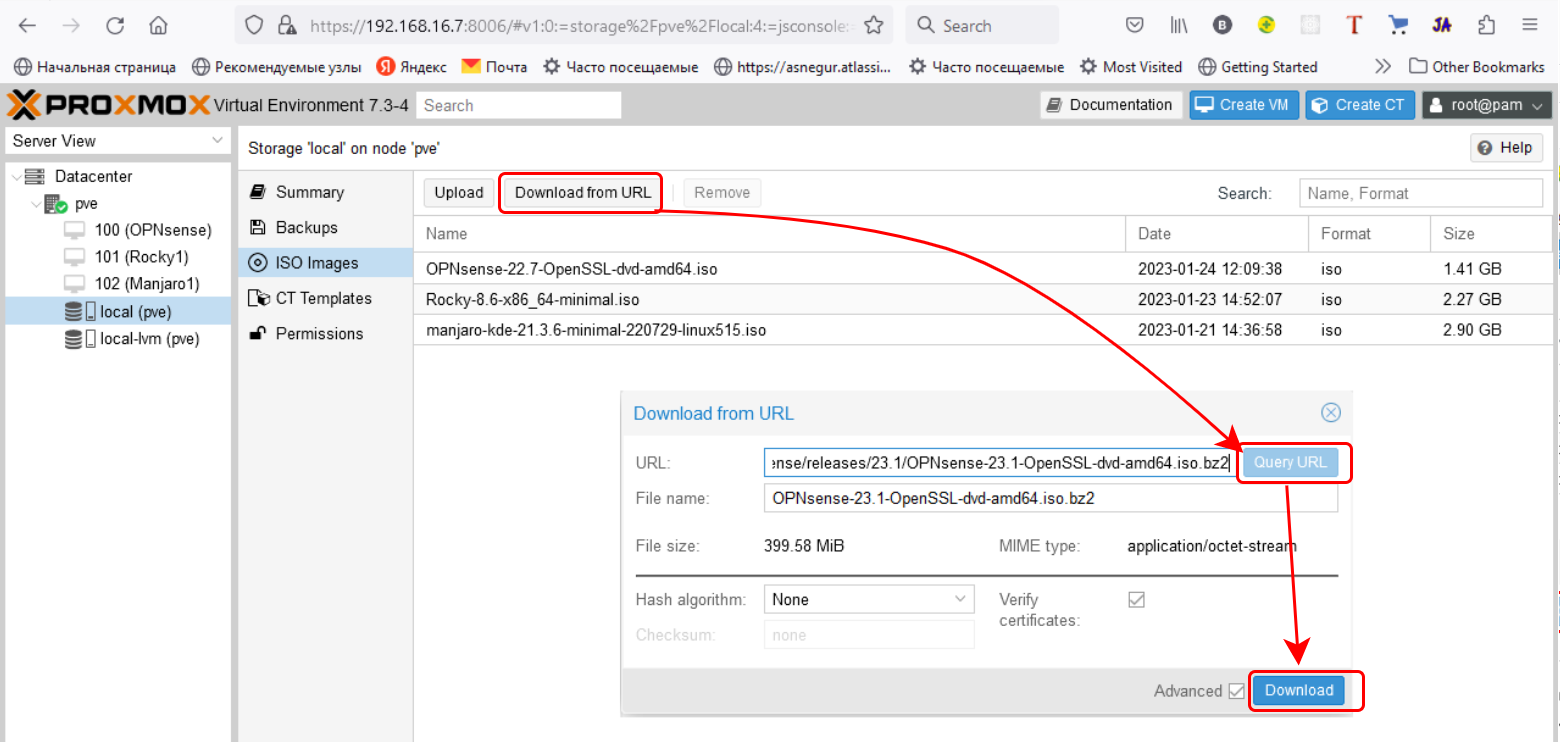 https://192.168.16.7:8006/#v1:0:=storage%2Fpve%2Flocal:4:=jsconsole:
Search
Начальная страница
Рекомендуемые узлы
Яндекс
Почта
Часто посещаемые
https://asnegur.atlassi...
Часто посещаемые
Most Visited
Getting Started
Other Bookmarks
PROXMOX Virtual Environment 7.3-4
Search
Documentation
Create VM
Create CT
root@pam
Server View
Storage 'local' on node 'pve'
Help
Datacenter
pve
100 (OPNsense)
101 (Rocky1)
102 (Manjaro1)
local (pve)
local-lvm (pve)
Summary
Backups
ISO Images
CT Templates
Permissions
Upload
Download from URL
Remove
Search:
Name, Format
Name Date Format Size
OPNsense-22.7-OpenSSL-dvd-amd64.iso 2023-01-24 12:09:38 iso 1.41 GB
Rocky-8.6-x86_64-minimal.iso 2023-01-23 14:52:07 iso 2.27 GB
manjaro-kde-21.3.6-minimal-220729-linux515.iso 2023-01-21 14:36:58 iso 2.90 GB
Download from URL
URL: ense/releases/23.1/OPNsense-23.1-OpenSSL-dvd-amd64.iso.bz2 Query URL
File name: OPNsense-23.1-OpenSSL-dvd-amd64.iso.bz2
File size: 399.58 MiB MIME type: application/octet-stream
Hash algorithm: None Verify
certificates:
Checksum: none
Advanced Download